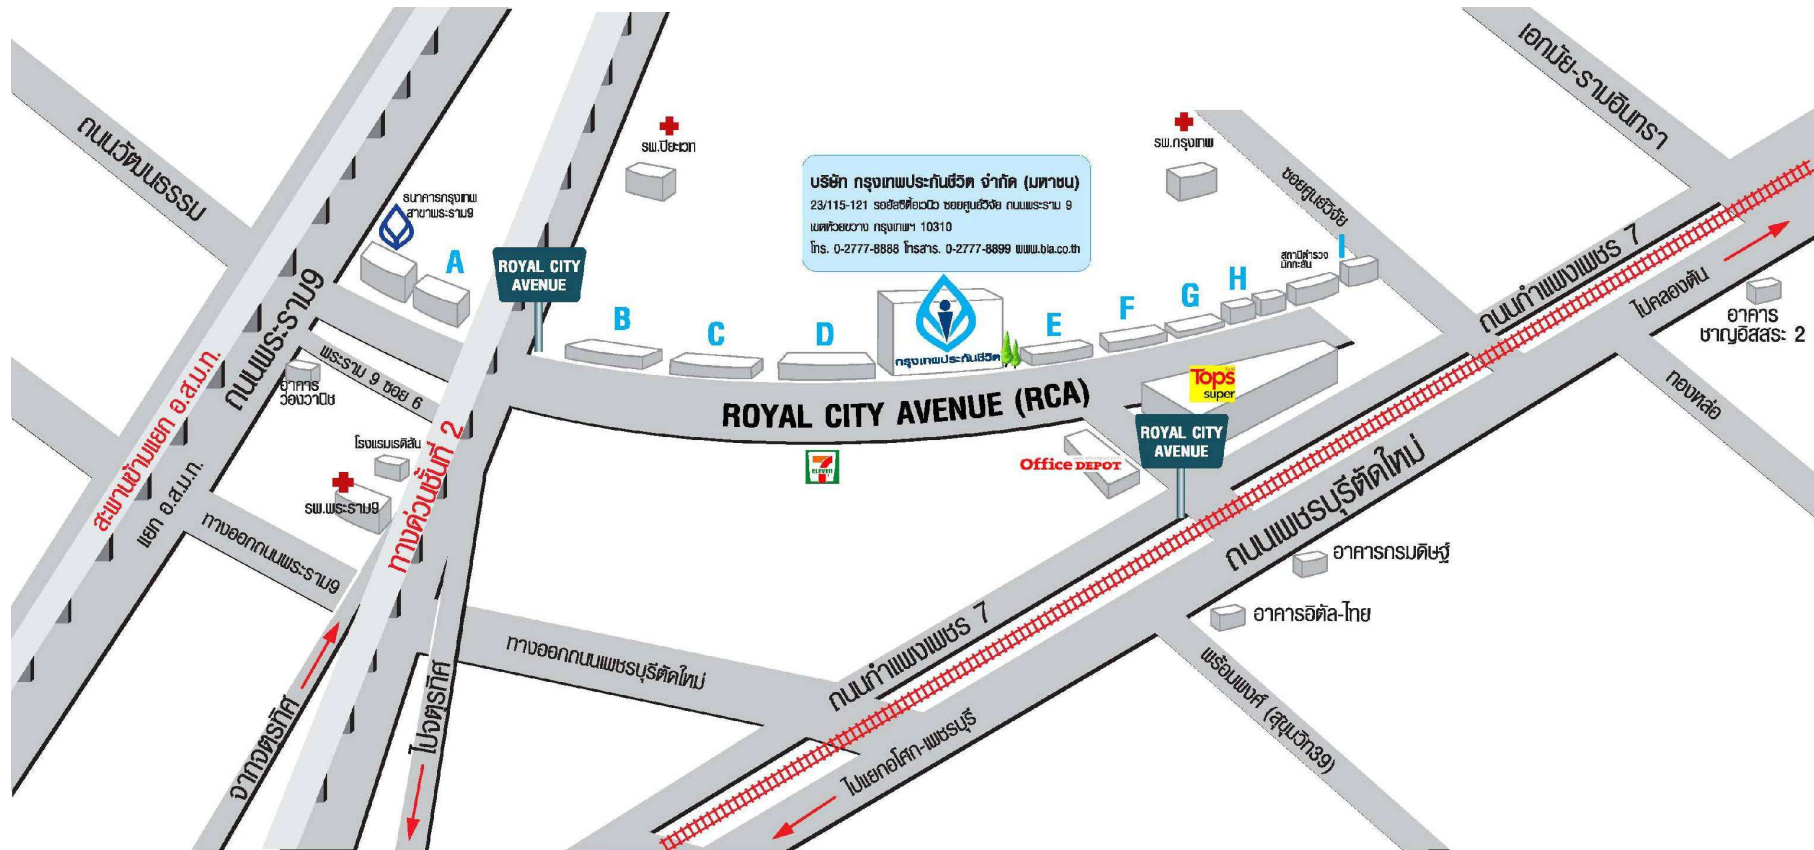 เอกมัย-รามอินทรา
ถนนวัฒนธรรม
รพ.ปิยะเวท
รพ.กรุงเทพ
ซอยศูนย์วิจัย
บริษัท กรุงเทพประกันชีวิต จำกัด (มหาชน)
23/115-121 รอยัลซิตี้อเวนิว ซอยศูนย์วิจัย ถนนพระราม 9
เขตห้วยขวาง กรุงเทพฯ 10310
โทร. 0-2777-8888 โทรสาร. 0-2777-8899 www.bla.co.th
ธนาคารกรุงเทพ
สาขาพระราม9
A
ROYAL CITY
AVENUE
B
C
D
กรุงเทพประกันชีวิต
E
F
G
H
สถานีตำรวจ
มักกะสัน
I
ถนนกำแพงเพชร 7
ไปคลองตัน
อาคาร
ชาญอิสสระ 2
ทองหล่อ
ถนนพระราม9
พระราม 9 ซอย 6
อาคาร
ว่องวานิช
สะพานข้ามแยก อ.ส.ม.ท.
แยก อ.ส.ม.ท.
โรงแรมเรดิสัน
รพ.พระราม9
ทางด่วนขั้นที่ 2
ROYAL CITY AVENUE (RCA)
7
ELEVEN
Tops
super
ROYAL CITY
AVENUE
Office DEPOT
ถนนเพชรบุรีตัดใหม่
อาคารกรมดิษฐ์
อาคารอิตัล-ไทย
ทางออกถนนพระราม9
ทางออกถนนเพชรบุรีตัดใหม่
ถนนกำแพงเพชร 7
พร้อมพงศ์ (สุขุมวิท39)
จากจตุรทิศ
ไปจตุรทิศ
ไปแยกอโศก-เพชรบุรี